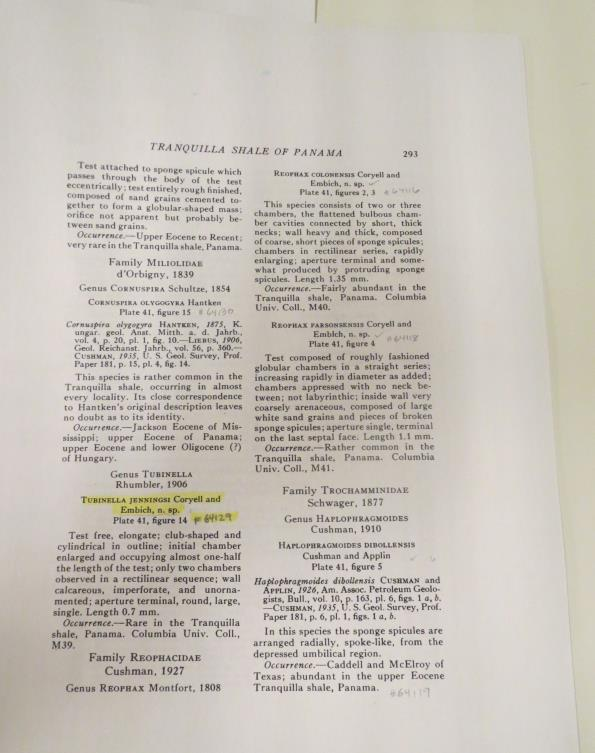 TRANQUILLA SHALE OF PANAMA 293
Test attached to sponge spicule which
passes through the body of the test
eccentrically; test entirely rough finished,
composed of sand grains cemented to-
gether to form a globular-shaped mass;
orifice not apparent but probably be-
tween sand grains.
Occurrence.—Upper Eocene to Recent;
very rare in the Tranquilla shale, Panama.
Family MILIOLIDAE
d'Orbigny, 1839
Genus CORNUSPIRA Schultze, 1854
CORNUSPIRA OLYGOGYRA Hantken
Plate 41, figure 15 #64130
Cornuspira olygogyra HANTKEN, 1875, K.
ungar. geol. Anst. Mitth. a. d. Jahrb.,
vol. 4, p. 20, pl. 1, fig. 10.—LIEBUS, 1906,
Geol. Reichanst. Jahrb., vol. 56, p. 360.—
CUSHMAN, 1935, U. S. Geol. Survey, Prof.
Paper 181, p. 15, pl. 4, fig. 14.
This species is rather common in the
Tranquilla shale, occurring in almost
every locality. Its close correspondence
to Hantken's original description leaves
no doubt as to its identity.
Occurrence.—Jackson Eocene of Mis-
sissippi; upper Eocene of Panama;
upper Eocene and lower Oligocene (?)
of Hungary.
Genus TUBINELLA
Rhumbler, 1906
TUBINELLA JENNINGSI Coryell and
Embich, n. sp.
Plate 41, figure 14 #64129
Test free, elongate; club-shaped and
cylindrical in outline; initial chamber
enlarged and occupying almost one-half
the length of the test; only two chambers
observed in a rectilinear sequence; wall
calcareous, imperforate, and unorna-
mented; aperture terminal, round, large,
single. Length 0.7 mm.
Occurrence.—Rare in the Tranquilla
shale, Panama. Columbia Univ. Coll.,
M39.
Family REOPHACIDAE
Cushman, 1927
Genus REOPHAX Montfort, 1808
REOPHAX COLONENSIS Coryell and
Embich, n. sp.
Plate 41, figures 2, 3 #64116
This species consists of two or three
chambers, the flattened bulbous cham-
ber cavities connected by short, thick
necks; wall heavy and thick, composed
of coarse, short pieces of sponge spicules;
chambers in rectilinear series, rapidly
enlarging; aperture terminal and some-
what produced by protruding sponge
spicules. Length 1.35 mm.
Occurrence.—Fairly abundant in the
Tranquilla shale, Panama. Columbia
Univ. Coll., M40.
REOPHAX PARSONSENSIS Coryell and
Embich, n. sp.
Plate 41, figure 4 #64118
Test composed of roughly fashioned
globular chambers in a straight series;
increasing rapidly in diameter as added;
chambers appressed with no neck be-
tween; not labyrinthic; inside wall very
coarsely arenaceous, composed of large
white sand grains and pieces of broken
sponge spicules; aperture single, terminal
on the last septal face. Length 1.1 mm.
Occurrence.—Rather common in the
Tranquilla shale, Panama. Columbia
Univ. Coll., M41.
Family TROCHAMMINIDAE
Schwager, 1877
Genus HAPLOPHRAGMOIDES
Cushman, 1910
HAPLOPHRAGMOIDES DIBOLLENSIS
Cushman and Applin
Plate 41, figure 5
Haplophragmoides dibollensis CUSHMAN and
APPLIN, 1926, Am. Assoc. Petroleum Geolo-
gists, Bull., vol. 10, p. 163, pl. 6, figs. 1 a, b.
—CUSHMAN, 1935, U. S. Geol. Survey, Prof.
Paper 181, p. 6, pl. 1, figs. 1 a, b.
In this species the sponge spicules are
arranged radially, spoke-like, from the
depressed umbilical region.
Occurrence.—Caddell and McElroy of
Texas; abundant in the upper Eocene
Tranquilla shale, Panama. #64119